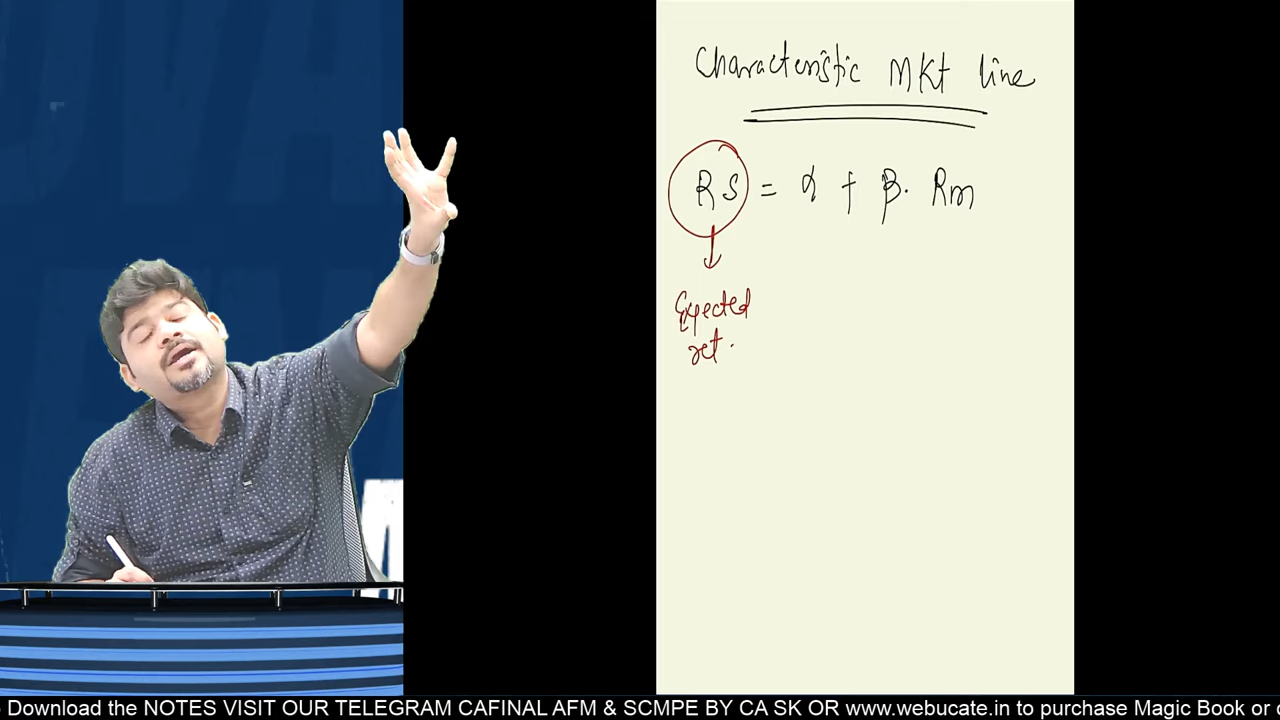 Characteristic MKt line
RS = α + β. Rm
Expected
ret.
Download the NOTES VISIT OUR TELEGRAM CAFINAL AFM & SCMPE BY CA SK OR www.webucate.in to purchase Magic Book or